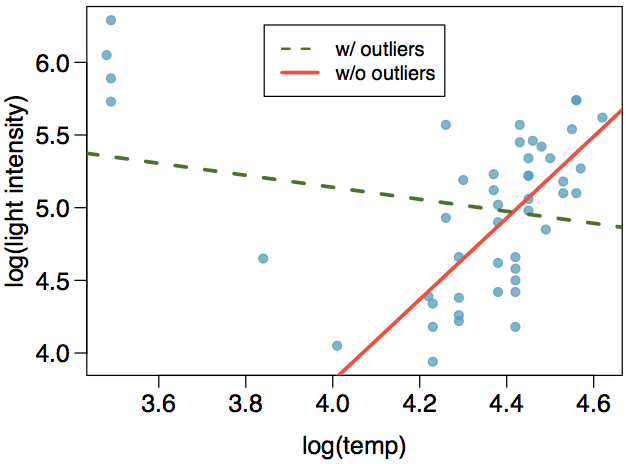 w/ outliers
w/o outliers
log(light intensity)
6.0
5.5
5.0
4.5
4.0
3.6 3.8 4.0 4.2 4.4 4.6
log(temp)